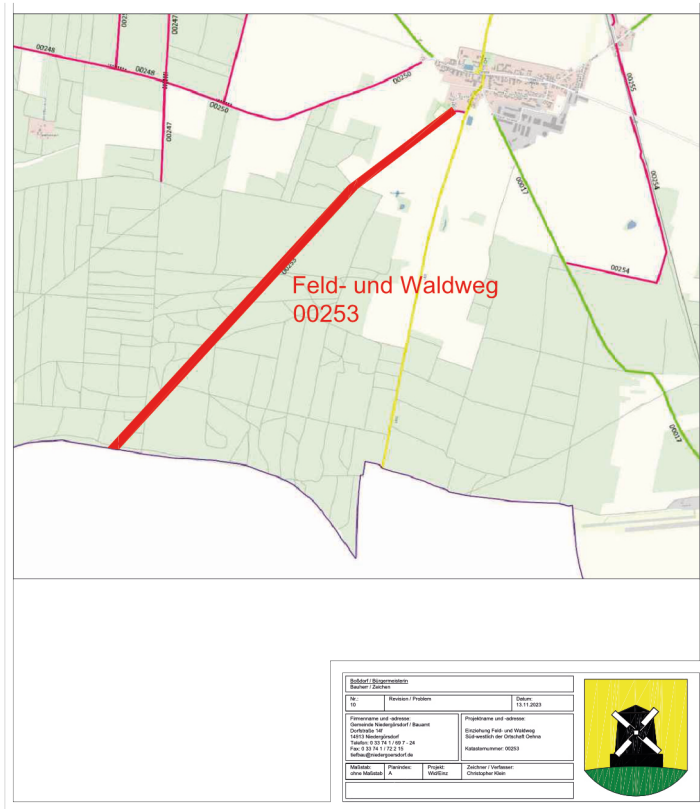 0025
00247
00248
00248
00250
00247
00250
00255
00254
00017
00253
00254
Feld- und Waldweg
00253
00017
Boßdorf / Bürgermeisterin
Bauherr / Zeichen
Nr.: Revision / Problem Datum:
10 13.11.2023
Firmenname und -adresse: Projektname und -adresse:
Gemeinde Niedergörsdorf / Bauamt
Dorfstraße 14f Einziehung Feld- und Waldweg
14913 Niedergörsdorf Süd-westlich der Ortschaft Oehna
Telefon: 0 33 74 1 / 69 7 - 24
Fax: 0 33 74 1 / 72 2 15 Katasternummer: 00253
tiefbau@niedergoersdorf.de
Maßstab: Planindex: Projekt: Zeichner / Verfasser:
ohne Maßstab A Wid/Einz Christopher Klein